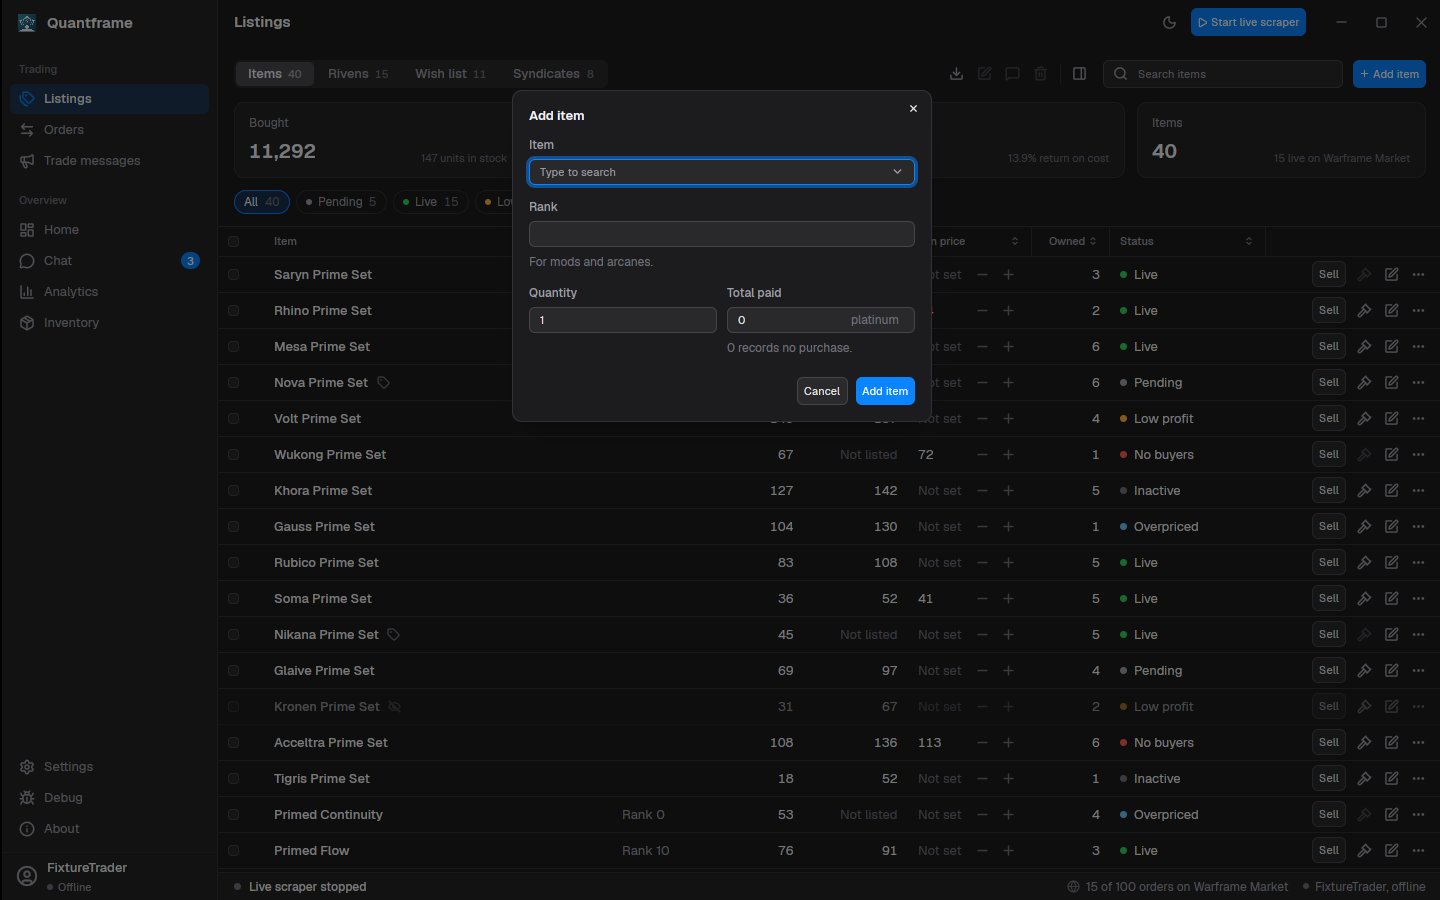 Quantframe
Listings
Start live scraper
Trading
Listings
Orders
Trade messages
Overview
Home
Chat 3
Analytics
Inventory
Settings
Debug
About
FixtureTrader
Offline
Items 40 Rivens 15 Wish list 11 Syndicates 8
Search items
+ Add item
Bought
11,292
147 units in stock
13.9% return on cost
Items
40
15 live on Warframe Market
All 40 Pending 5 Live 15
Add item
Item
Type to search
Rank
For mods and arcanes.
Quantity Total paid
1 0 platinum
0 records no purchase.
Cancel Add item
Item price Owned Status
Saryn Prime Set 3 Live Sell
Rhino Prime Set 2 Live Sell
Mesa Prime Set 6 Live Sell
Nova Prime Set 6 Pending Sell
Volt Prime Set 4 Low profit Sell
Wukong Prime Set 67 Not listed 72 1 No buyers Sell
Khora Prime Set 127 142 Not set 5 Inactive Sell
Gauss Prime Set 104 130 Not set 1 Overpriced Sell
Rubico Prime Set 83 108 Not set 5 Live Sell
Soma Prime Set 36 52 41 5 Live Sell
Nikana Prime Set 45 Not listed Not set 5 Live Sell
Glaive Prime Set 69 97 Not set 4 Pending Sell
Kronen Prime Set 31 67 Not set 2 Low profit Sell
Acceltra Prime Set 108 136 113 6 No buyers Sell
Tigris Prime Set 18 52 Not set 1 Inactive Sell
Primed Continuity Rank 0 53 Not listed Not set 4 Overpriced Sell
Primed Flow Rank 10 76 91 Not set 3 Live Sell
Live scraper stopped
15 of 100 orders on Warframe Market
FixtureTrader, offline